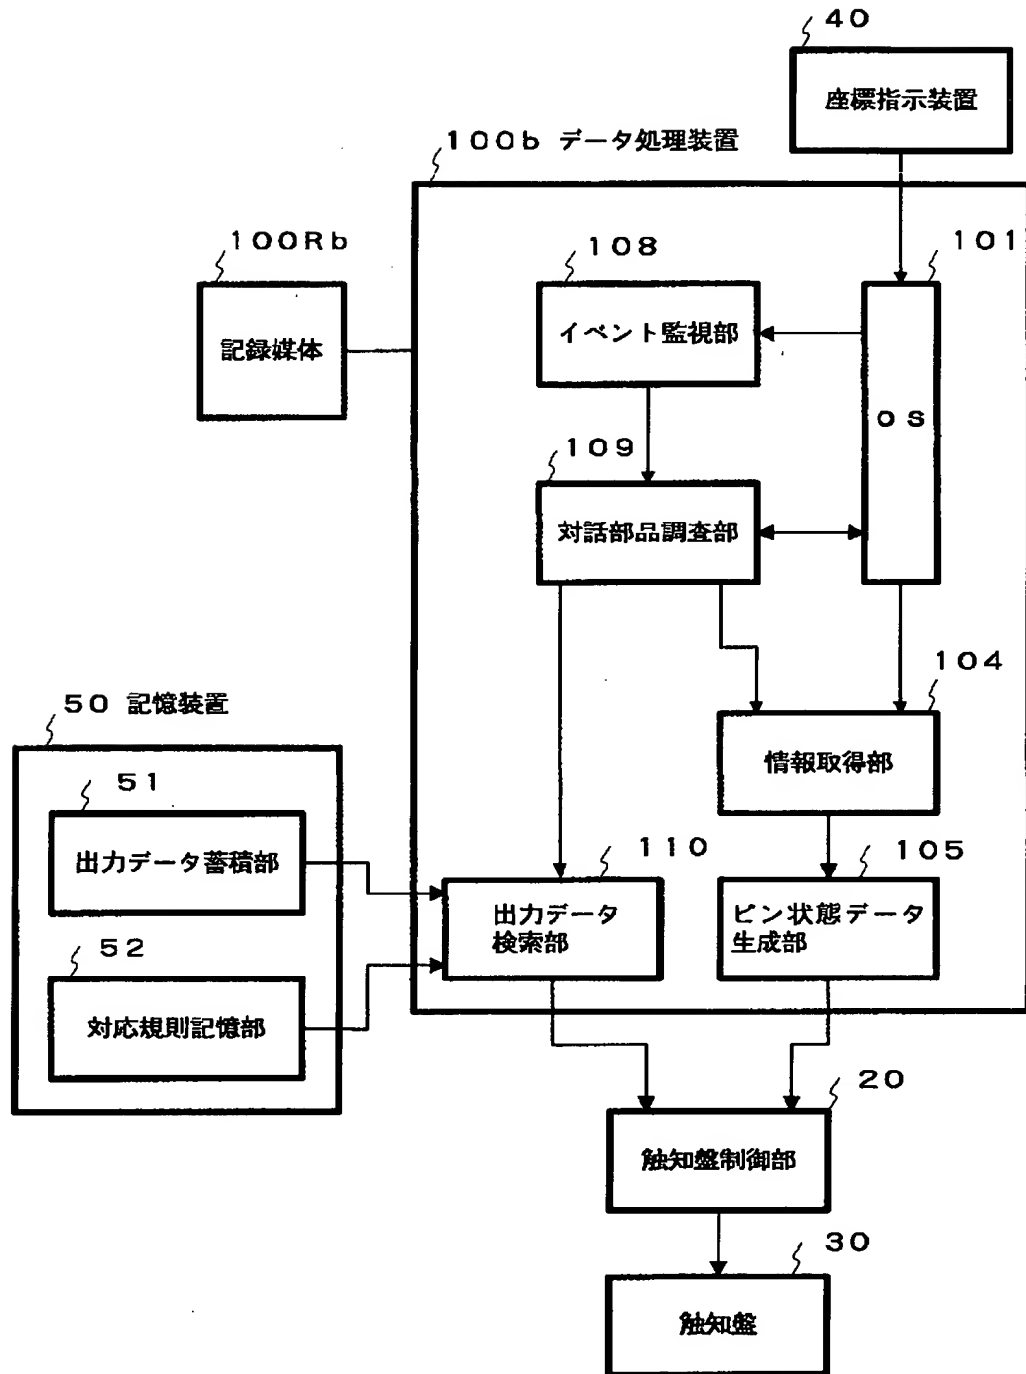 40
座標指示装置
100b データ処理装置
100Rb
記録媒体
108
イベント監視部
101
OS
109
対話部品調査部
104
情報取得部
50 記憶装置
51
出力データ蓄積部
52
対応規則記憶部
110
出力データ
検索部
105
ピン状態データ
生成部
20
触知盤制御部
30
触知盤